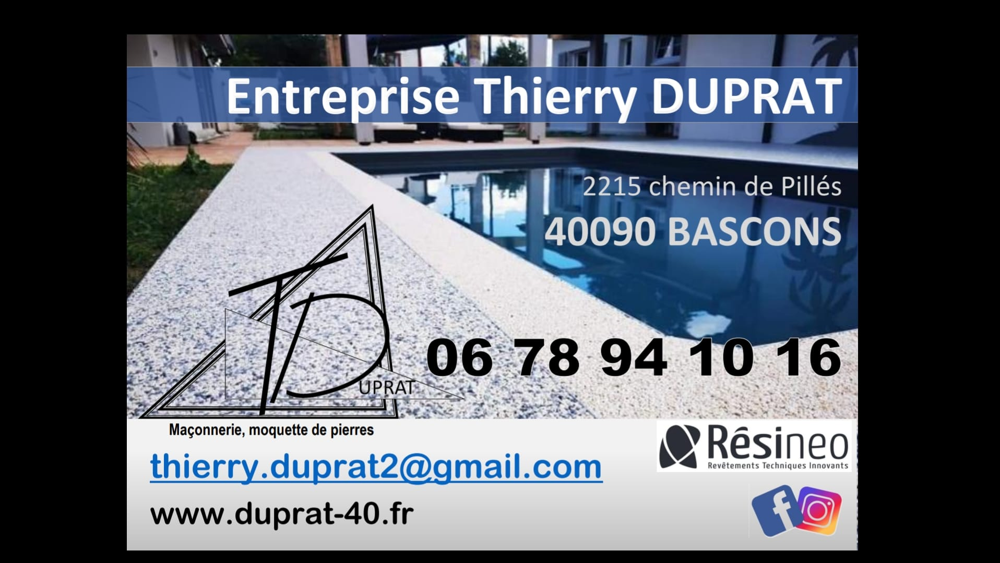 Entreprise Thierry DUPRAT
2215 chemin de Pillés
40090 BASCONS
TD
UPRAT
06 78 94 10 16
Maçonnerie, moquette de pierres
Résineo
Revêtements Techniques Innovants
thierry.duprat2@gmail.com
www.duprat-40.fr